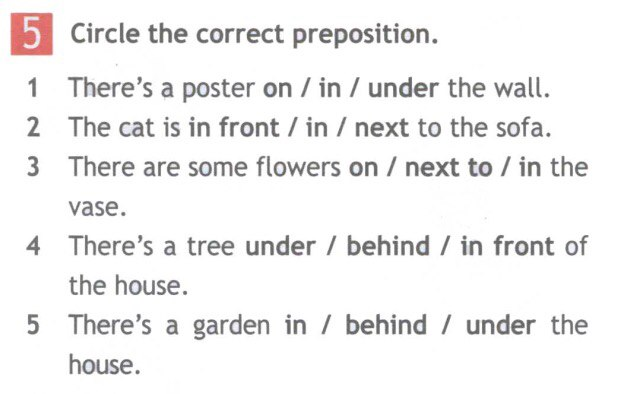 5 Circle the correct preposition.
1 There's a poster on / in / under the wall.
2 The cat is in front / in / next to the sofa.
3 There are some flowers on / next to / in the
vase.
4 There's a tree under / behind / in front of
the house.
5 There's a garden in / behind / under the
house.